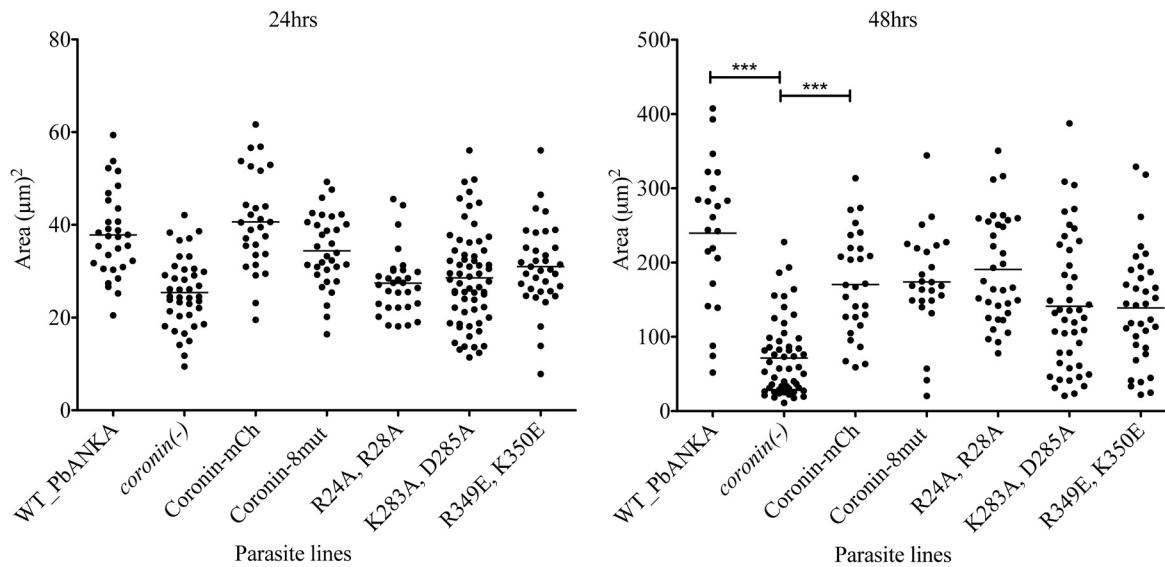 24hrs
80
60
40
20
0
Area (μm)²
WT_PbANKA
coronin(-)
Coronin-mCh
Coronin-8mut
R24A, R28A
K283A, D285A
R349E, K350E
Parasite lines
48hrs
500
400
300
200
100
0
Area (μm)²
***
***
WT_PbANKA
coronin(-)
Coronin-mCh
Coronin-8mut
R24A, R28A
K283A, D285A
R349E, K350E
Parasite lines